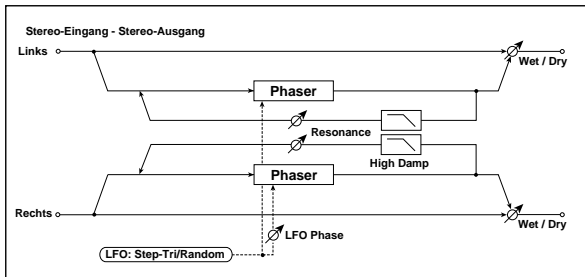 Stereo-Eingang - Stereo-Ausgang
Links
Wet / Dry
Phaser
Resonance
High Damp
Phaser
Rechts
Wet / Dry
LFO Phase
LFO: Step-Tri/Random